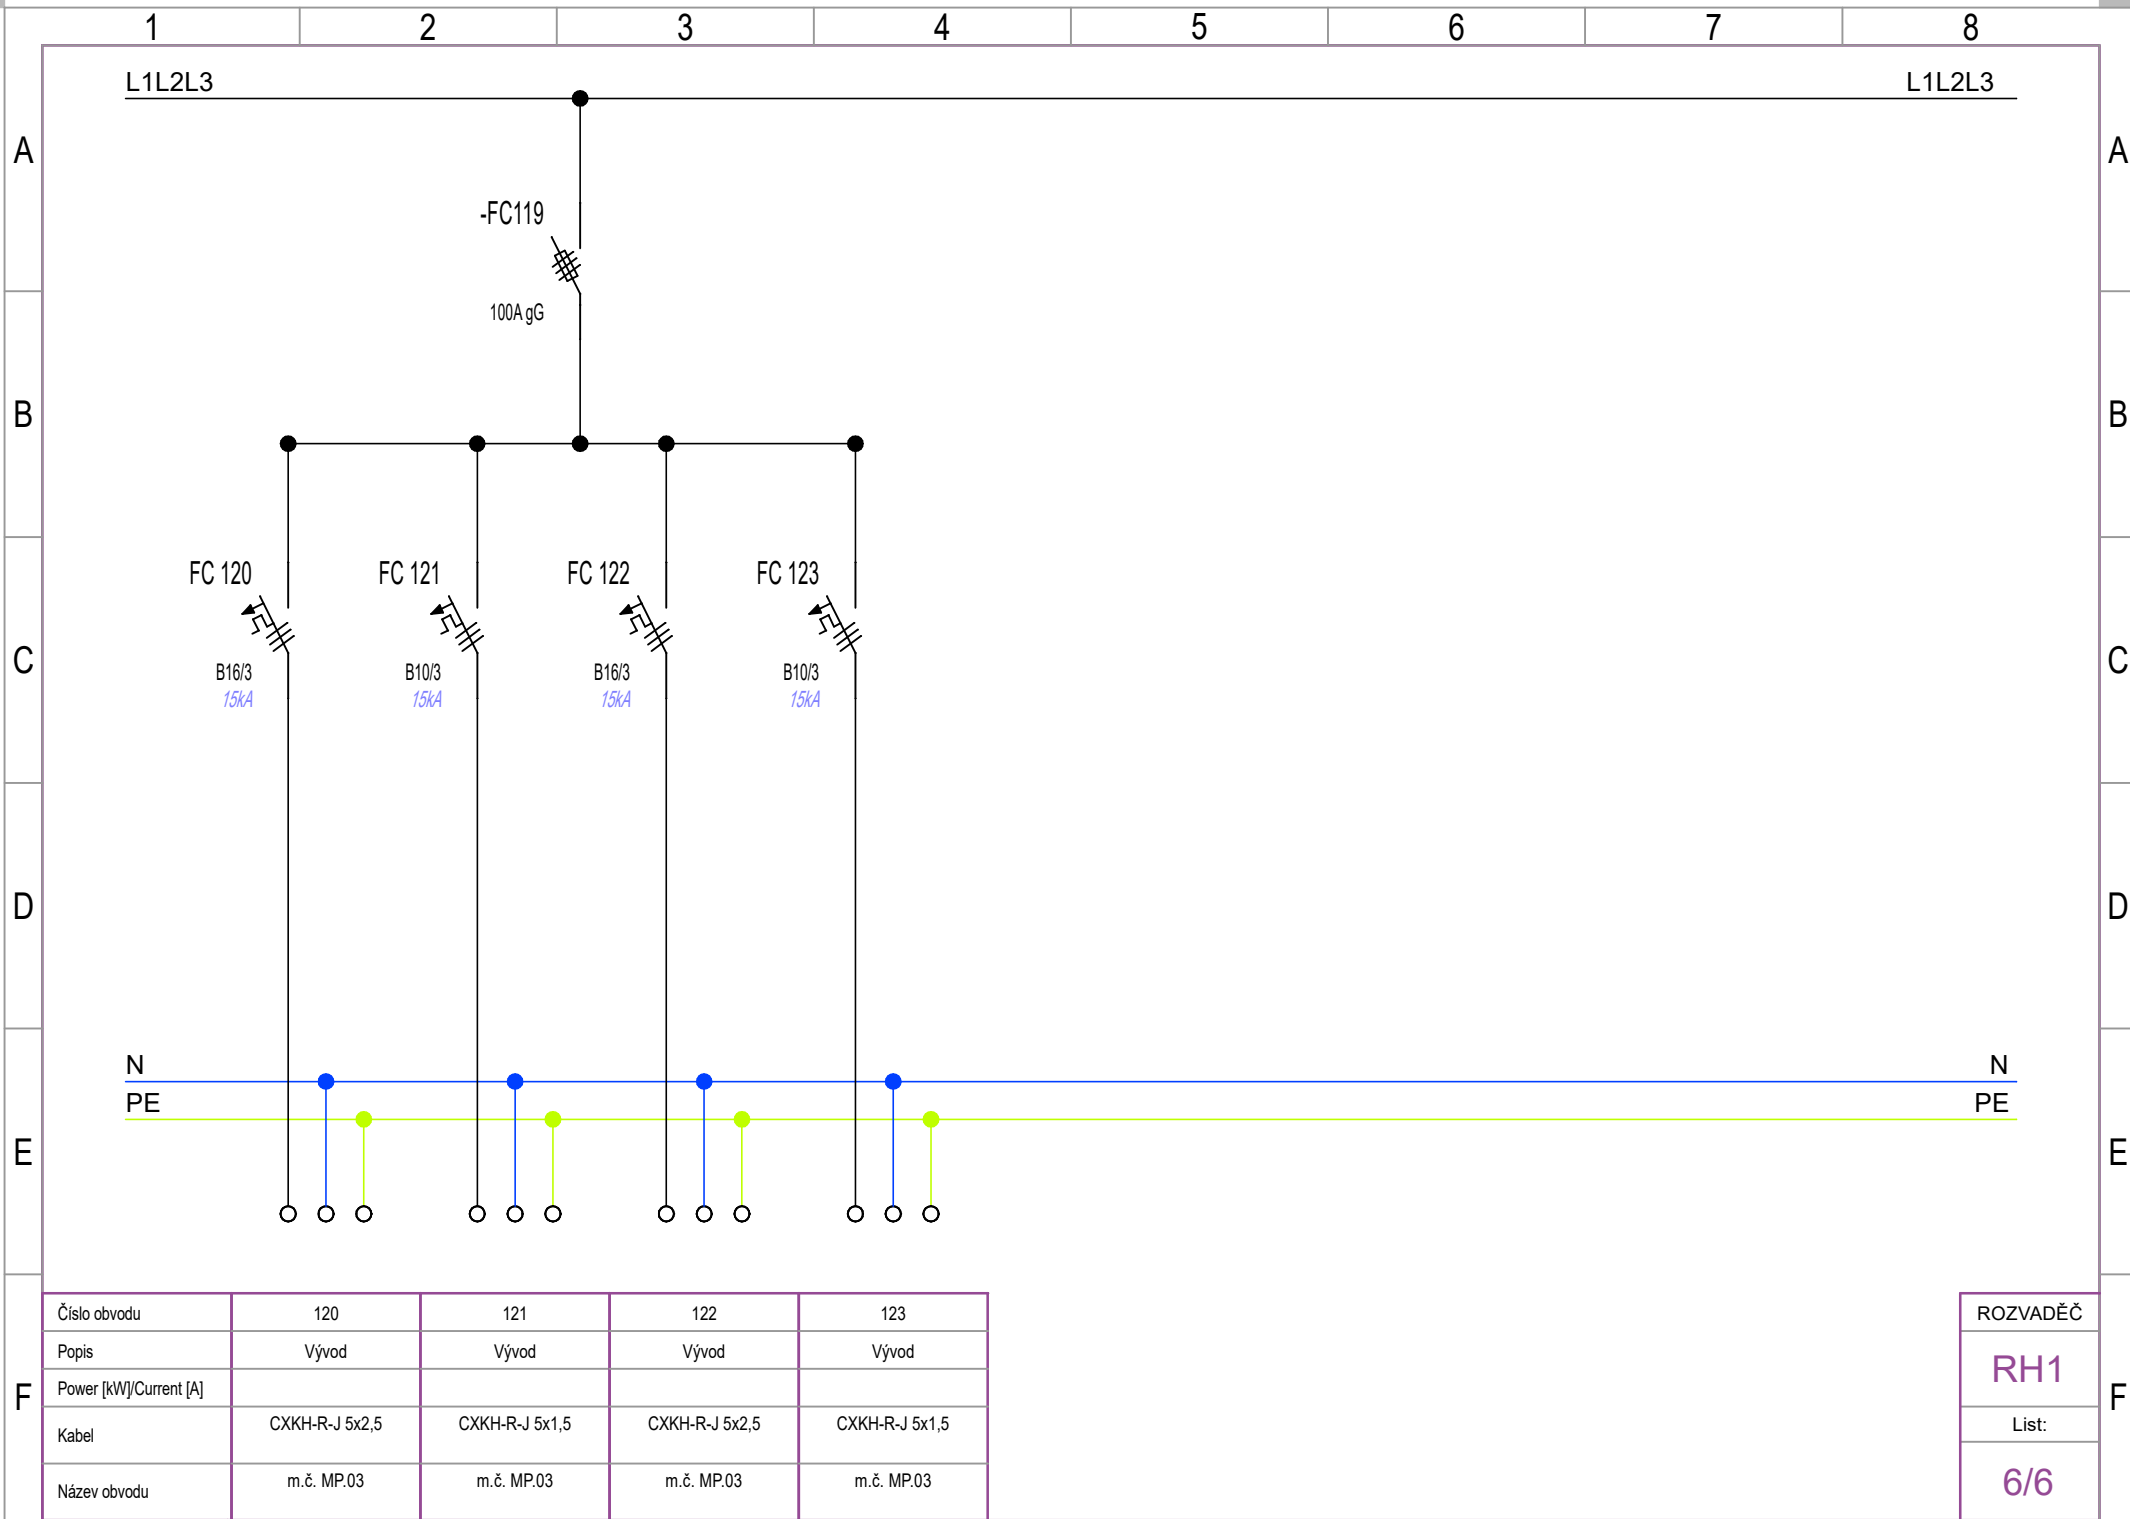 1 2 3 4 5 6 7 8
L1L2L3 L1L2L3
A A
-FC119
100A gG
B B
FC 120 FC 121 FC 122 FC 123
C C
B16/3 B10/3 B16/3 B10/3
15kA 15kA 15kA 15kA
D D
N N
PE PE
E E
Číslo obvodu 120 121 122 123
Popis Vývod Vývod Vývod Vývod
Power [kW]/Current [A]
Kabel CXKH-R-J 5x2,5 CXKH-R-J 5x1,5 CXKH-R-J 5x2,5 CXKH-R-J 5x1,5
Název obvodu m.č. MP.03 m.č. MP.03 m.č. MP.03 m.č. MP.03
F F
ROZVADĚČ
RH1
List:
6/6